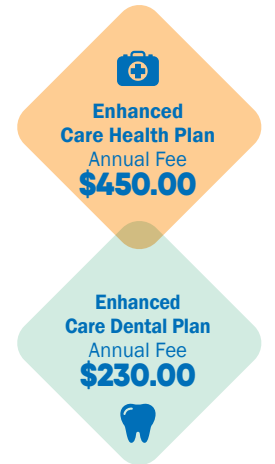 Enhanced
Care Health Plan
Annual Fee
$450.00
Enhanced
Care Dental Plan
Annual Fee
$230.00